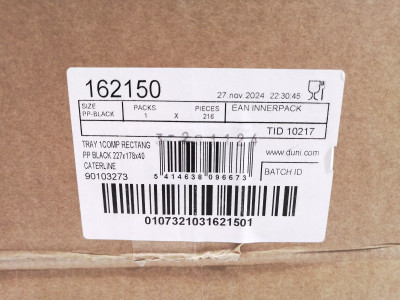 162150
27.nov.2024 22:30:45
SIZE PACKS PIECES EAN INNERPACK
PP-BLACK 1 X 216
TID 10217
TRAY 1COMP RECTANG
PP BLACK 227x178x40
CATERLINE
90103273
www.duni.com
5 414638 096673
BATCH ID
0107321031621501